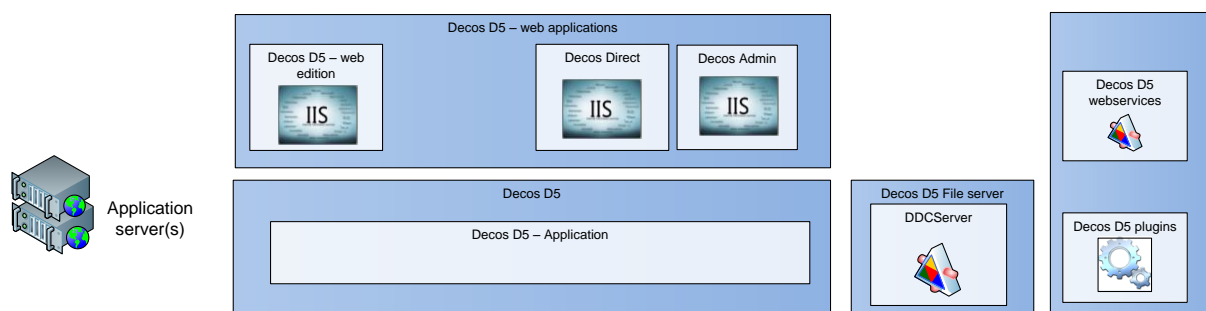 Decos D5 – web applications
Decos D5 – web
edition
IIS
Decos Direct
IIS
Decos Admin
IIS
Decos D5
webservices
Application
server(s)
Decos D5
Decos D5 – Application
Decos D5 File server
DDCServer
Decos D5 plugins